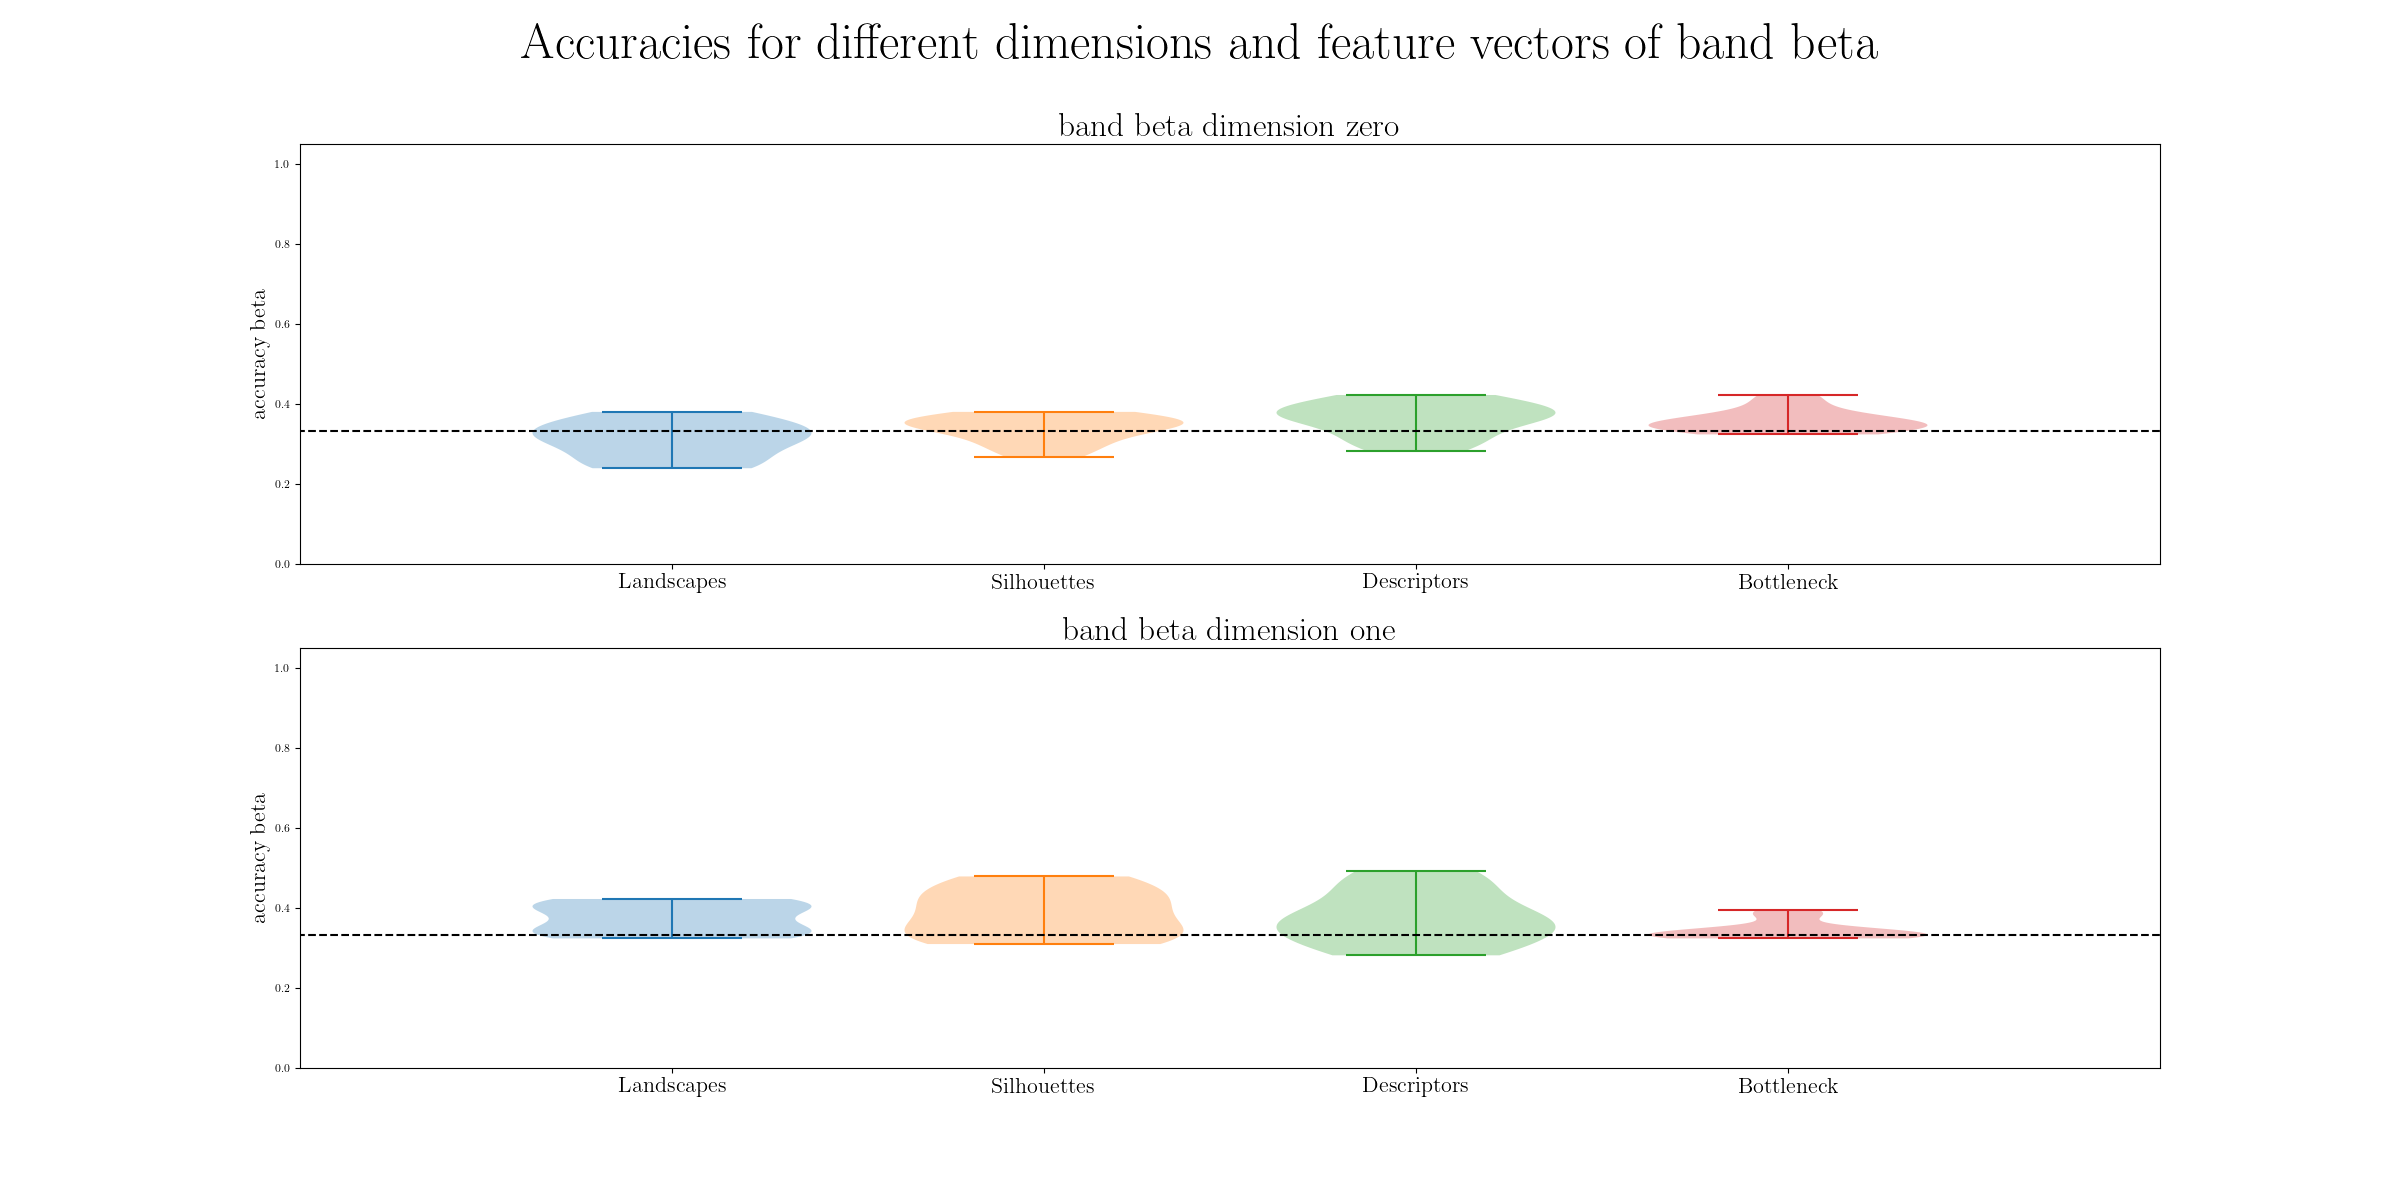 Accuracies for different dimensions and feature vectors of band beta
band beta dimension zero
accuracy beta
1.0
0.8
0.6
0.4
0.2
0.0
Landscapes Silhouettes Descriptors Bottleneck
band beta dimension one
accuracy beta
1.0
0.8
0.6
0.4
0.2
0.0
Landscapes Silhouettes Descriptors Bottleneck